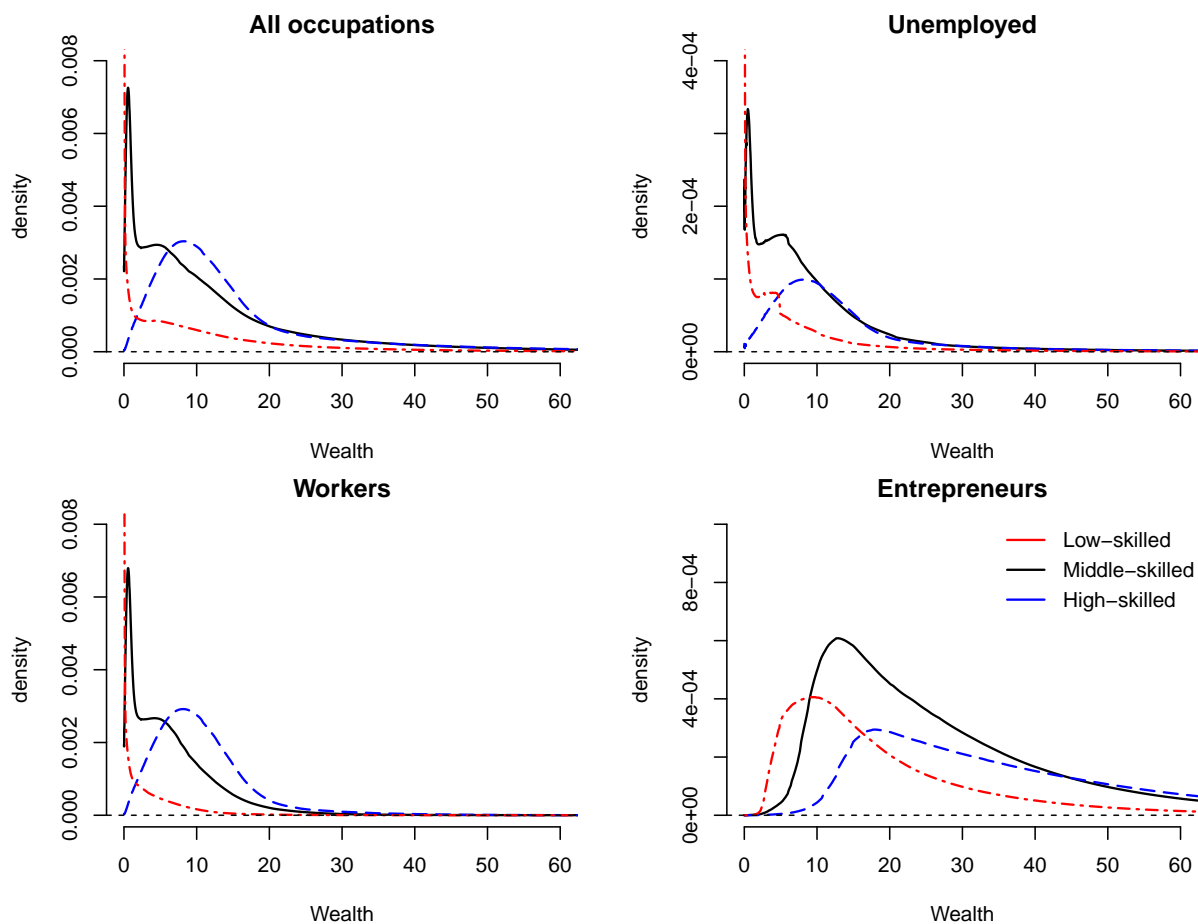 All occupations
density
0.000 0.002 0.004 0.006 0.008
0 10 20 30 40 50 60
Wealth
Unemployed
density
0e+00 2e−04 4e−04
0 10 20 30 40 50 60
Wealth
Workers
density
0.000 0.002 0.004 0.006 0.008
0 10 20 30 40 50 60
Wealth
Entrepreneurs
density
0e+00 4e−04 8e−04
Low−skilled
Middle−skilled
High−skilled
0 10 20 30 40 50 60
Wealth